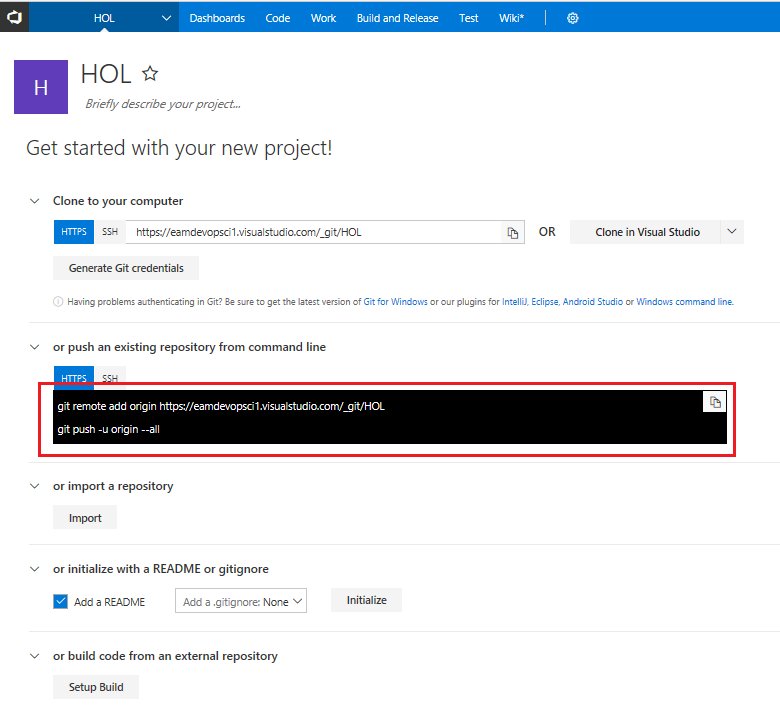 HOL Dashboards Code Work Build and Release Test Wiki*
H
HOL
Briefly describe your project...
Get started with your new project!
Clone to your computer
HTTPS SSH https://eamdevopsci1.visualstudio.com/_git/HOL OR Clone in Visual Studio
Generate Git credentials
Having problems authenticating in Git? Be sure to get the latest version of Git for Windows or our plugins for IntelliJ, Eclipse, Android Studio or Windows command line.
or push an existing repository from command line
HTTPS SSH
git remote add origin https://eamdevopsci1.visualstudio.com/_git/HOL
git push -u origin --all
or import a repository
Import
or initialize with a README or gitignore
Add a README Add a .gitignore: None Initialize
or build code from an external repository
Setup Build